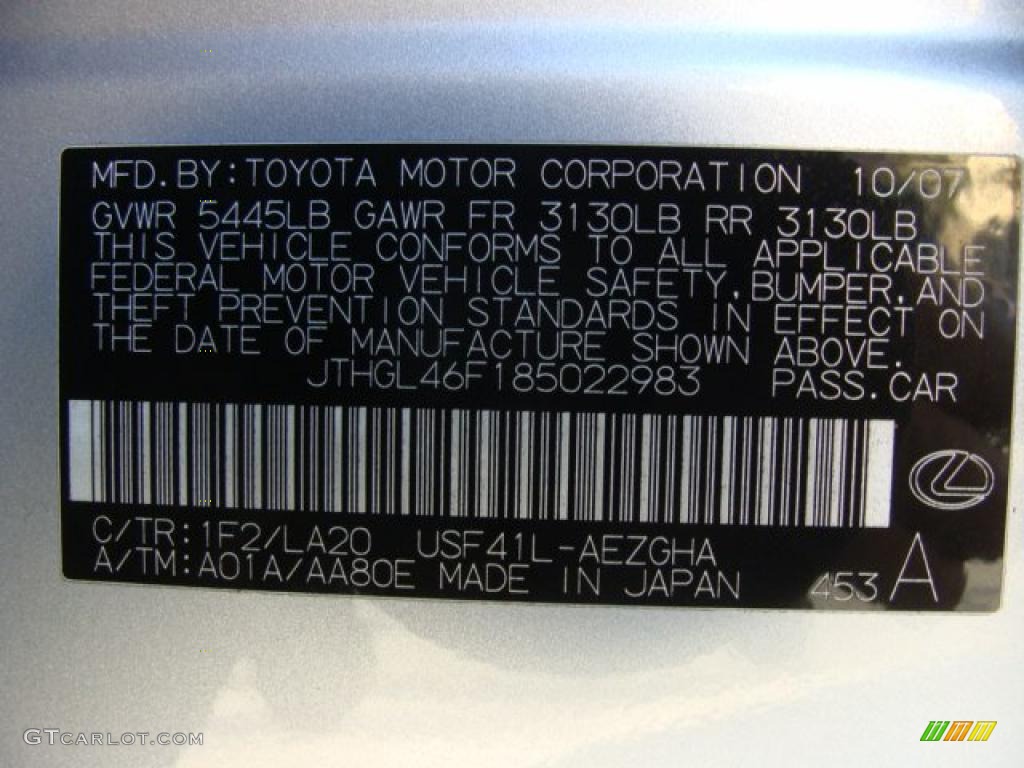 MFD.BY:TOYOTA MOTOR CORPORATION 10/07
GVWR 5445LB GAWR FR 3130LB RR 3130LB
THIS VEHICLE CONFORMS TO ALL APPLICABLE
FEDERAL MOTOR VEHICLE SAFETY,BUMPER,AND
THEFT PREVENTION STANDARDS IN EFFECT ON
THE DATE OF MANUFACTURE SHOWN ABOVE.
JTHGL46F185022983 PASS.CAR
C/TR:1F2/LA20 USF41L-AEZGHA
A/TM:A01A/AA80E MADE IN JAPAN 453 A
GTCARLOT.COM